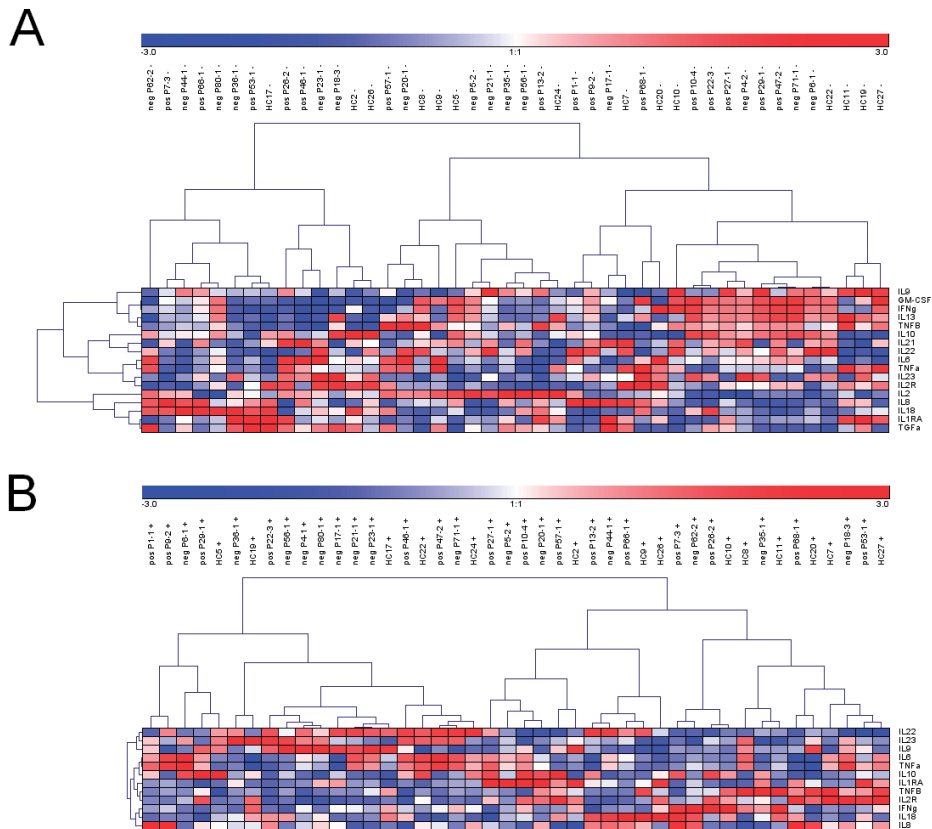 A
-3.0 1:1 3.0
neg P62-2 -
pos P7-3 -
neg P44-1 -
pos P66-1 -
neg P80-1 -
neg P36-1 -
pos P53-1 -
HC17 -
pos P26-2 -
pos P46-1 -
neg P23-1 -
neg P18-3 -
HC2 -
HC26 -
pos P57-1 -
neg P20-1 -
HC8 -
HC9 -
HC5 -
neg P5-2 -
neg P21-1 -
neg P35-1 -
neg P56-1 -
pos P13-2 -
HC24 -
pos P1-1 -
pos P9-2 -
neg P17-1 -
HC7 -
pos P68-1 -
HC20 -
HC10 -
pos P10-4 -
pos P22-3 -
pos P27-1 -
neg P4-2 -
pos P29-1 -
pos P47-2 -
neg P71-1 -
neg P6-1 -
HC22 -
HC11 -
HC19 -
HC27 -
IL9
GM-CSF
IFNg
IL13
TNFB
IL10
IL21
IL22
IL6
TNFa
IL23
IL2R
IL2
IL8
IL18
IL1RA
TGFa
B
-3.0 1:1 3.0
pos P1-1 +
pos P9-2 +
neg P6-1 +
pos P29-1 +
HC5 +
neg P36-1 +
HC19 +
pos P22-3 +
neg P56-1 +
neg P4-1 +
neg P80-1 +
neg P17-1 +
neg P21-1 +
neg P23-1 +
HC17 +
pos P46-1 +
HC22 +
pos P47-2 +
neg P71-1 +
HC24 +
pos P27-1 +
neg P5-2 +
pos P10-4 +
neg P20-1 +
pos P57-1 +
HC2 +
pos P13-2 +
neg P44-1 +
pos P66-1 +
HC9 +
HC26 +
pos P7-3 +
neg P62-2 +
pos P26-2 +
HC10 +
HC8 +
neg P35-1 +
HC11 +
pos P68-1 +
HC20 +
HC7 +
neg P18-3 +
pos P53-1 +
HC27 +
IL22
IL23
IL9
IL6
TNFa
IL10
IL1RA
TNFB
IL2R
IFNg
IL18
IL8